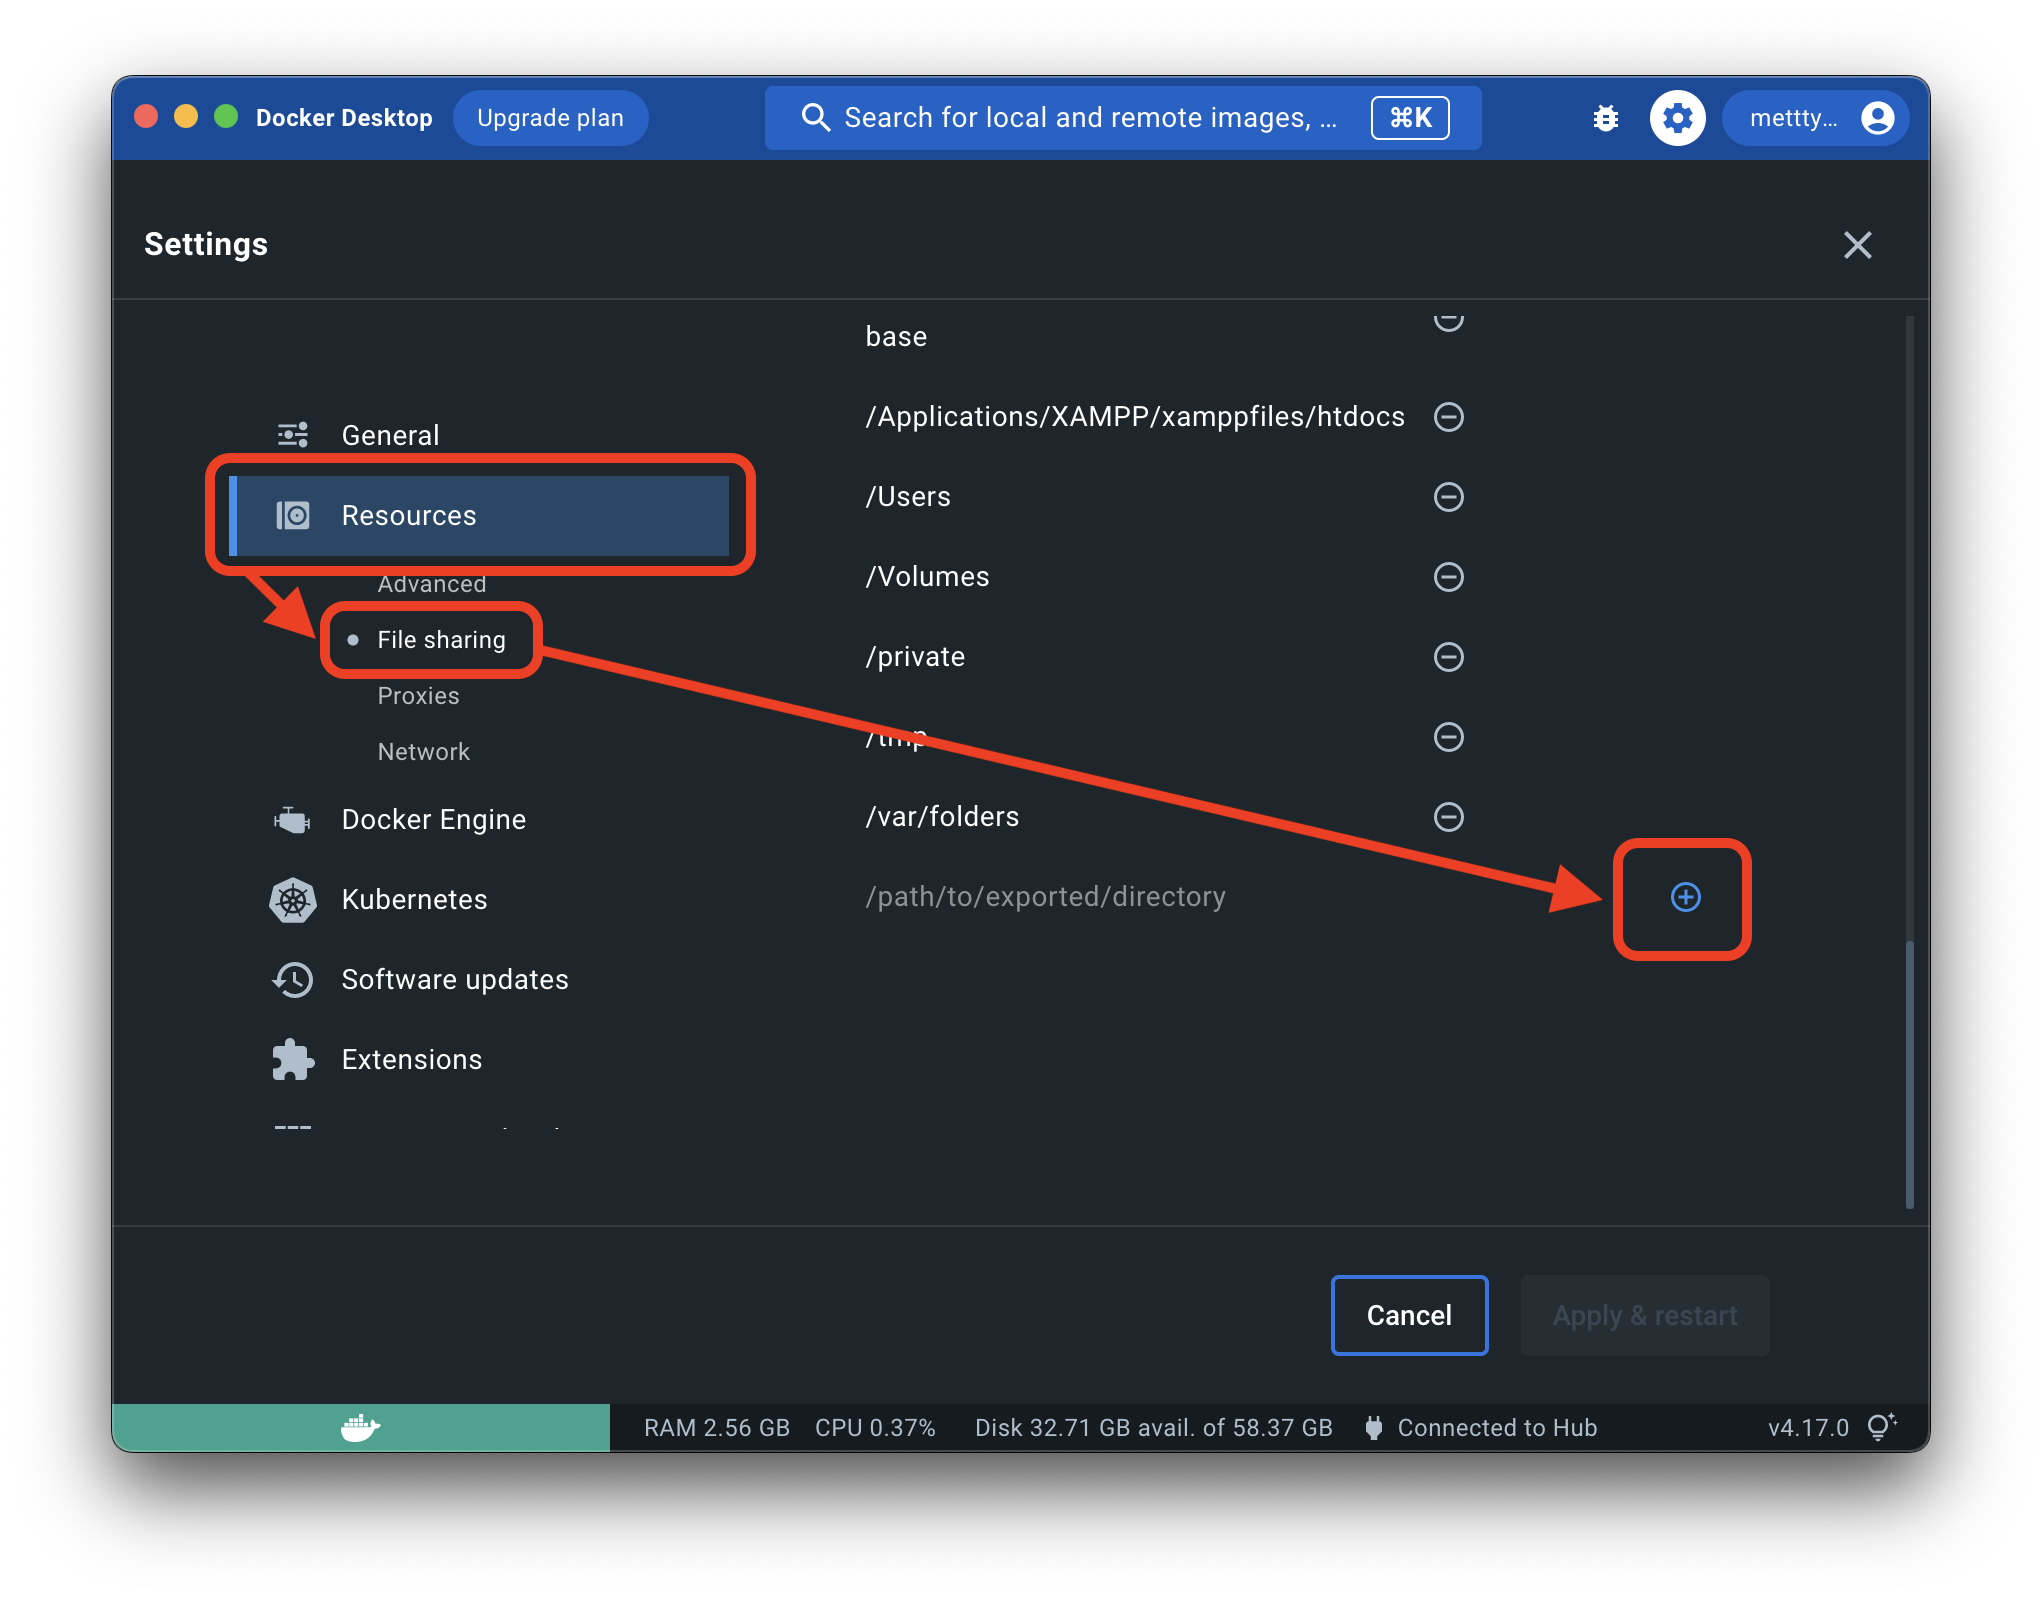 Docker Desktop
Upgrade plan
Search for local and remote images, ...
⌘K
mettty...
Settings
General
Resources
Advanced
File sharing
Proxies
Network
Docker Engine
Kubernetes
Software updates
Extensions
base
/Applications/XAMPP/xamppfiles/htdocs
/Users
/Volumes
/private
/tmp
/var/folders
/path/to/exported/directory
Cancel
Apply & restart
RAM 2.56 GB CPU 0.37% Disk 32.71 GB avail. of 58.37 GB Connected to Hub v4.17.0